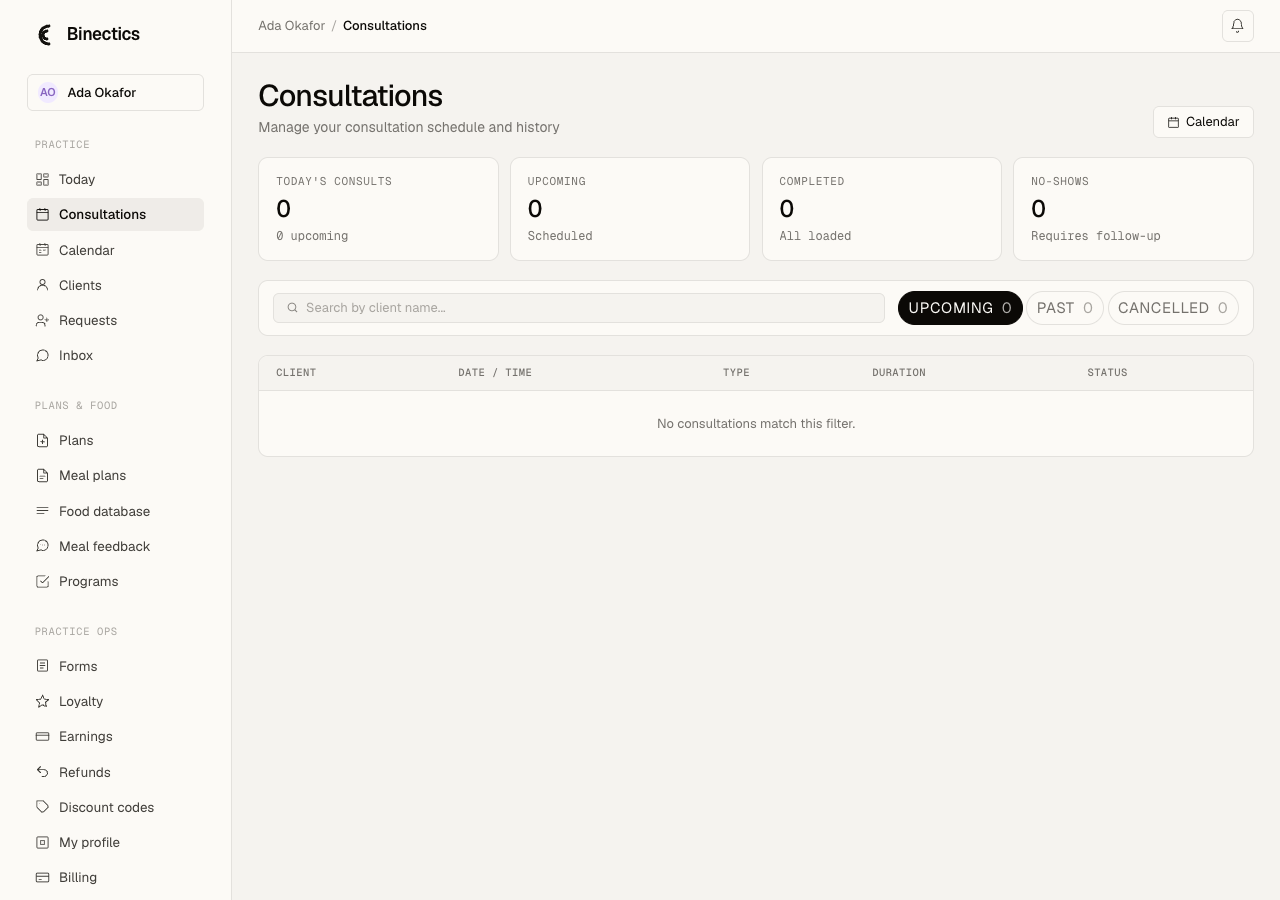 Binectics
AO Ada Okafor
PRACTICE
Today
Consultations
Calendar
Clients
Requests
Inbox
PLANS & FOOD
Plans
Meal plans
Food database
Meal feedback
Programs
PRACTICE OPS
Forms
Loyalty
Earnings
Refunds
Discount codes
My profile
Billing
Ada Okafor / Consultations
Consultations
Manage your consultation schedule and history
Calendar
TODAY'S CONSULTS
0
0 upcoming
UPCOMING
0
Scheduled
COMPLETED
0
All loaded
NO-SHOWS
0
Requires follow-up
Search by client name…
UPCOMING 0
PAST 0
CANCELLED 0
CLIENT DATE / TIME TYPE DURATION STATUS
No consultations match this filter.